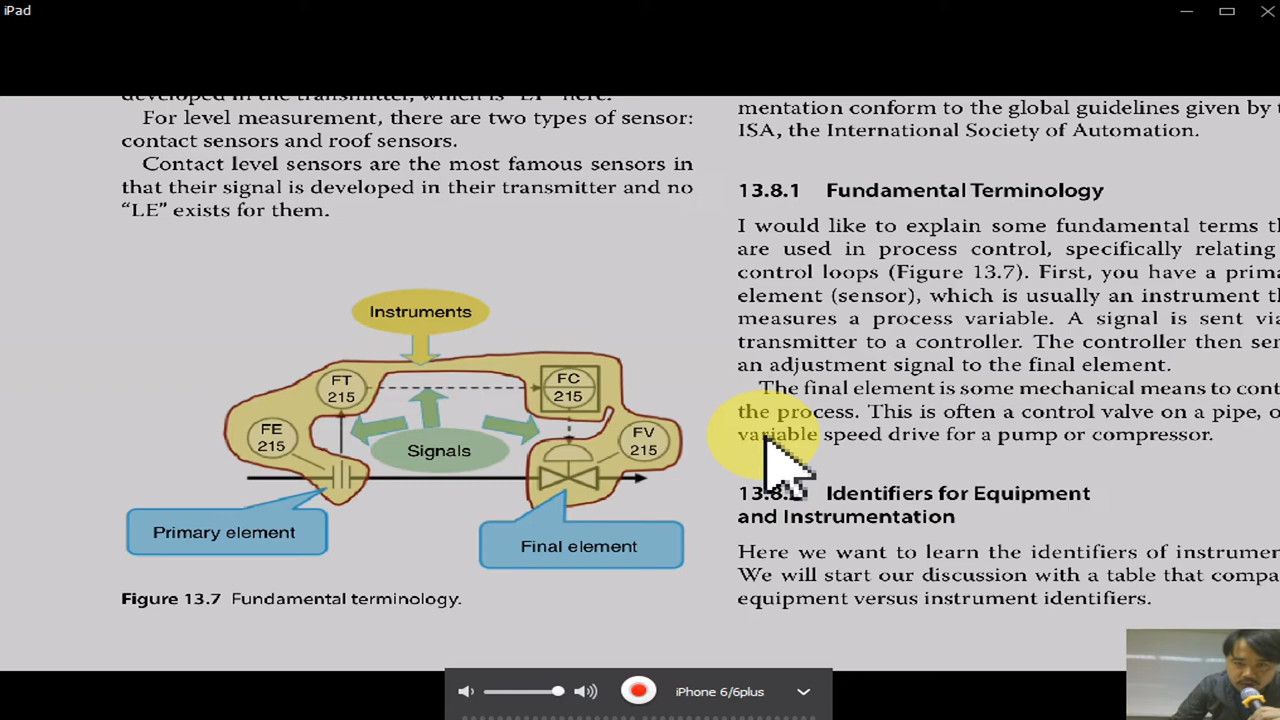 iPad
developed in the transmitter, which is
For level measurement, there are two types of sensor:
contact sensors and roof sensors.
Contact level sensors are the most famous sensors in
that their signal is developed in their transmitter and no
“LE” exists for them.
Instruments
FT
215
FC
215
FE
215
FV
215
Signals
Primary element
Final element
Figure 13.7 Fundamental terminology.
mentation conform to the global guidelines given by
ISA, the International Society of Automation.
13.8.1 Fundamental Terminology
I would like to explain some fundamental terms
are used in process control, specifically relating
control loops (Figure 13.7). First, you have a
element (sensor), which is usually an instrument
measures a process variable. A signal is sent
transmitter to a controller. The controller then
an adjustment signal to the final element.
The final element is some mechanical means to
the process. This is often a control valve on a pipe,
variable speed drive for a pump or compressor.
Identifiers for Equipment
and Instrumentation
Here we want to learn the identifiers of
We will start our discussion with a table that
equipment versus instrument identifiers.
iPhone 6/6plus